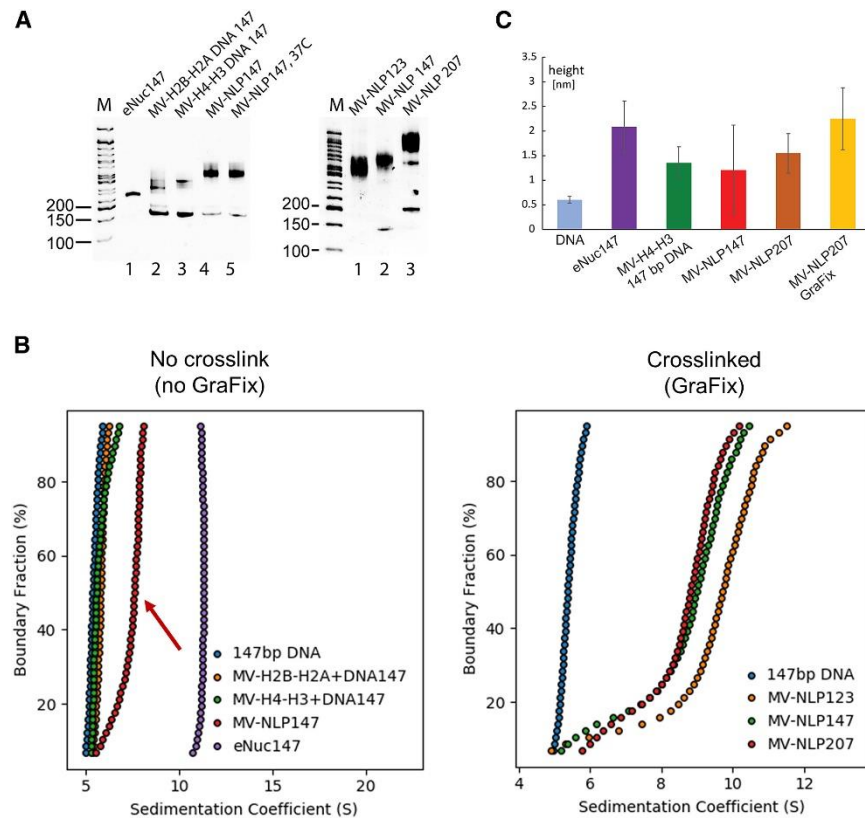 A
M
eNuc147
MV-H2B-H2A DNA 147
MV-H4-H3 DNA 147
MV-NLP147
MV-NLP147, 37C
200
150
100
1 2 3 4 5
M
MV-NLP123
MV-NLP 147
MV-NLP 207
200
150
100
1 2 3
C
height
[nm]
3.5
3
2.5
2
1.5
1
0.5
0
DNA
eNuc147
MV-H4-H3
147 bp DNA
MV-NLP147
MV-NLP207
MV-NLP207
GraFix
B
No crosslink
(no GraFix)
Boundary Fraction (%)
80
60
40
20
147bp DNA
MV-H2B-H2A+DNA147
MV-H4-H3+DNA147
MV-NLP147
eNuc147
5 10 15 20
Sedimentation Coefficient (S)
Crosslinked
(GraFix)
Boundary Fraction (%)
80
60
40
20
147bp DNA
MV-NLP123
MV-NLP147
MV-NLP207
4 6 8 10 12
Sedimentation Coefficient (S)